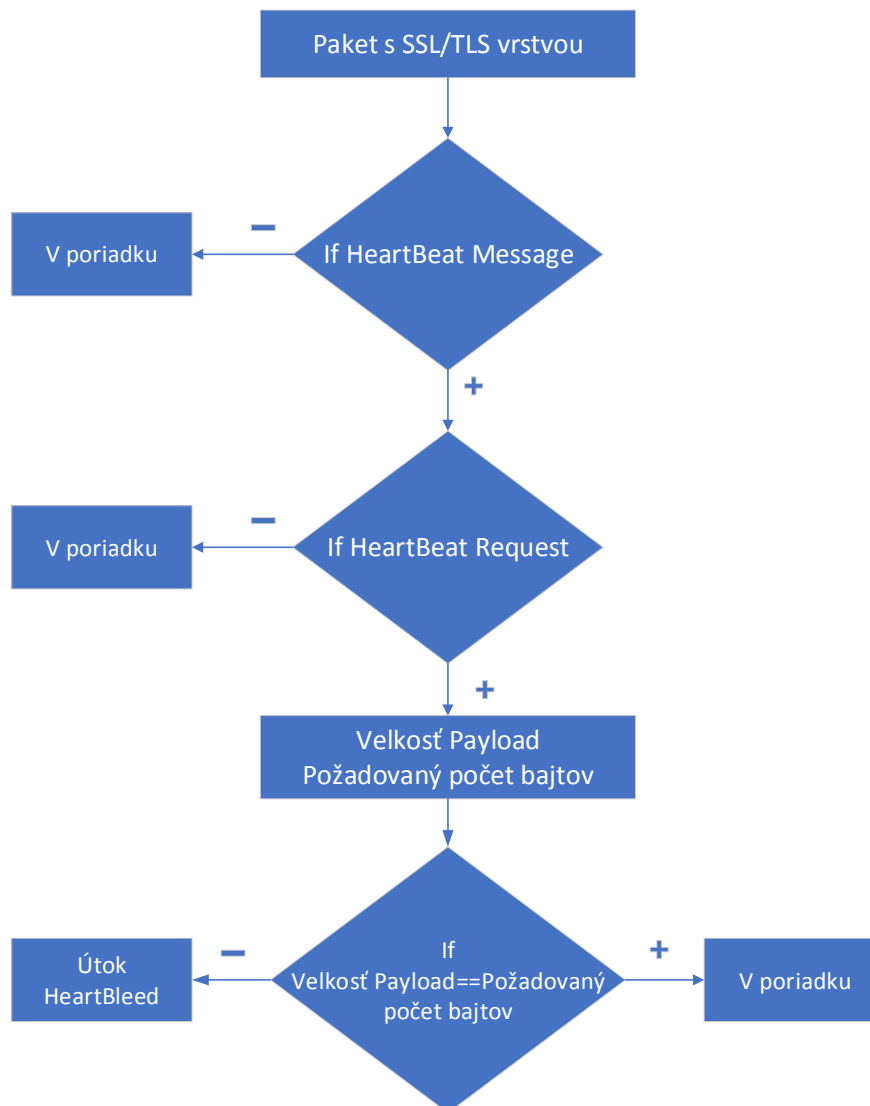 Paket s SSL/TLS vrstvou
If HeartBeat Message
−
V poriadku
+
If HeartBeat Request
−
V poriadku
+
Velkosť Payload
Požadovaný počet bajtov
If
Velkosť Payload==Požadovaný
počet bajtov
−
Útok
HeartBleed
+
V poriadku